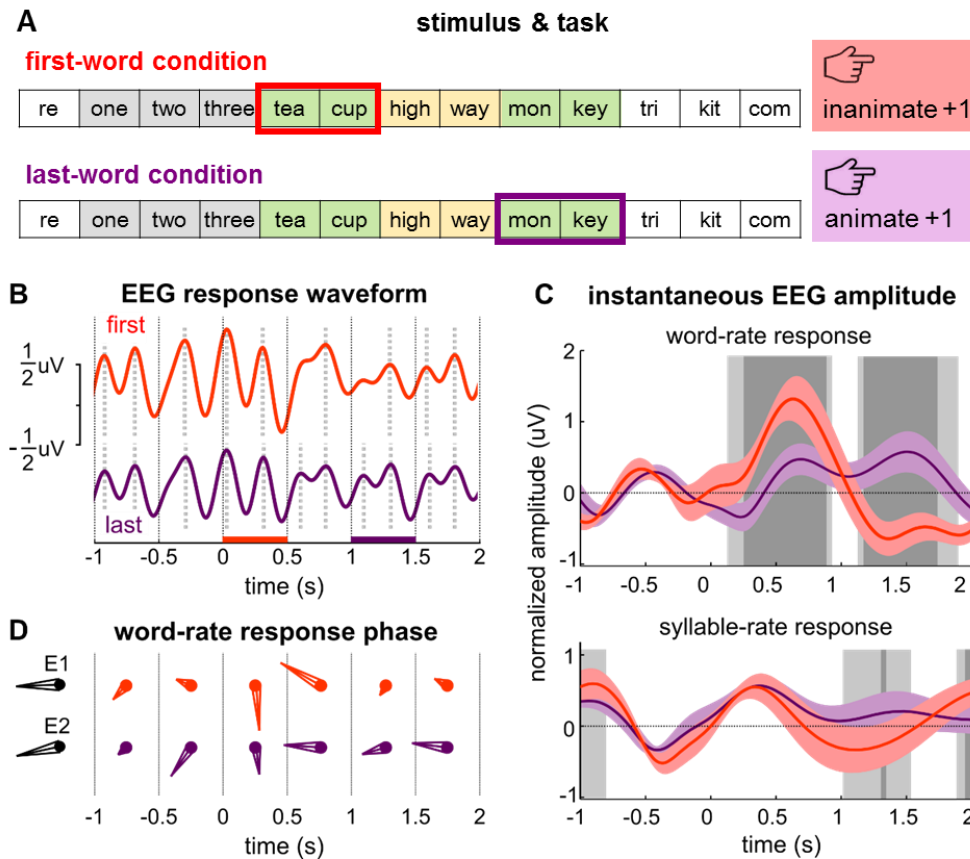 A
stimulus & task
first-word condition
re one two three tea cup high way mon key tri kit com
inanimate +1
last-word condition
re one two three tea cup high way mon key tri kit com
animate +1
B
EEG response waveform
first
1/2 uV
-1/2 uV
last
-1 -0.5 0 0.5 1 1.5 2
time (s)
C
instantaneous EEG amplitude
word-rate response
normalized amplitude (uV)
2
1
0
-1
-1 -0.5 0 0.5 1 1.5 2
syllable-rate response
1
0
-1
-1 -0.5 0 0.5 1 1.5 2
time (s)
D
word-rate response phase
E1
E2
-1 -0.5 0 0.5 1 1.5 2
time (s)